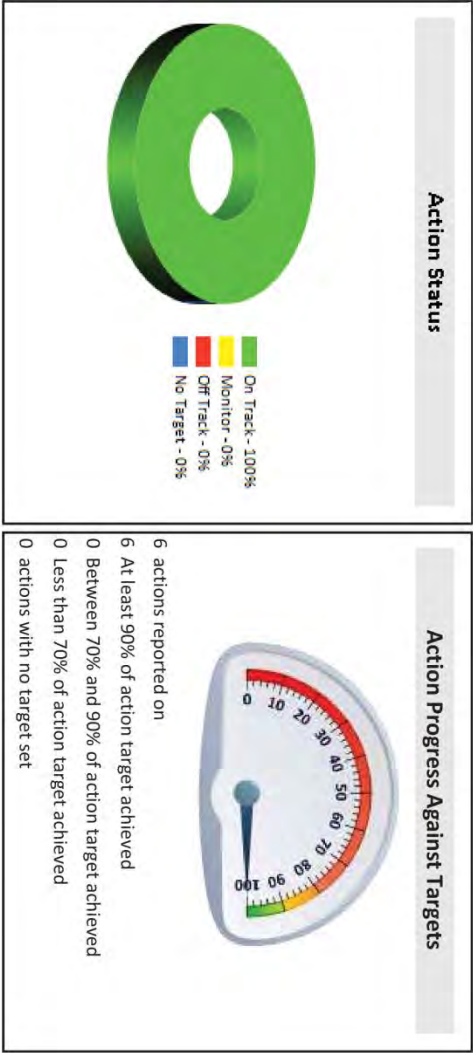 Action Status
On Track - 100%
Monitor - 0%
Off Track - 0%
No Target - 0%
Action Progress Against Targets
0 10 20 30 40 50 60 70 80 90 100
6 actions reported on
6 At least 90% of action target achieved
0 Between 70% and 90% of action target achieved
0 Less than 70% of action target achieved
0 actions with no target set